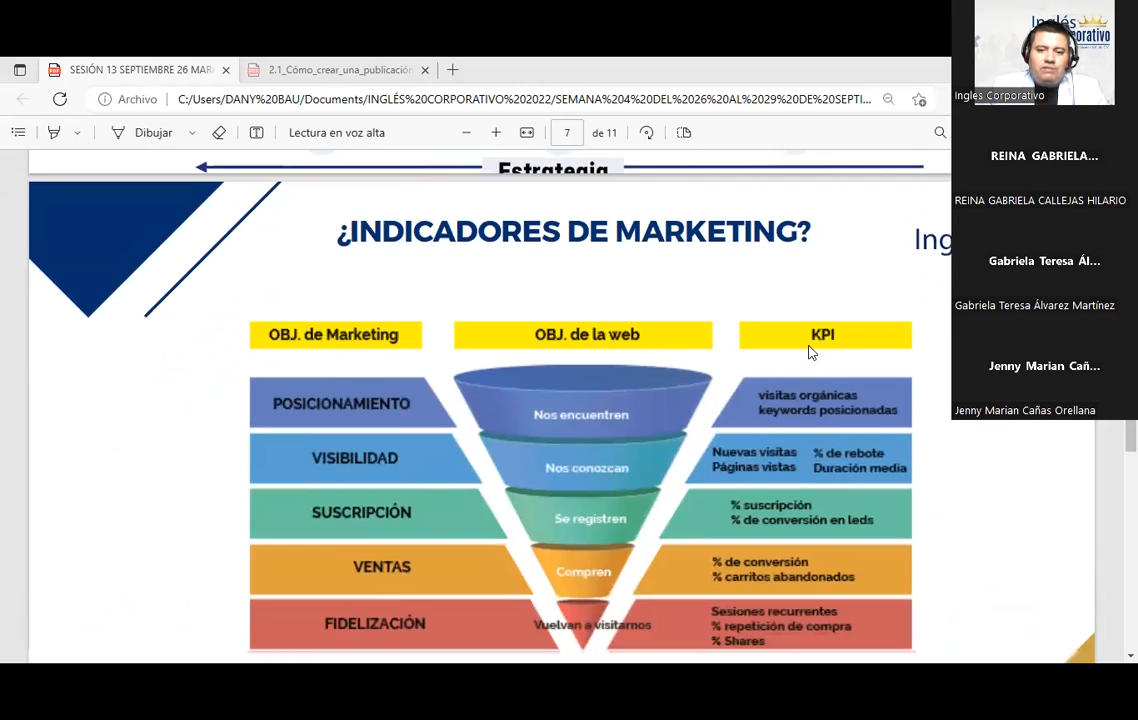 Inglés
orporativo
Ingles Corporativo
SESIÓN 13 SEPTIEMBRE 26 MAR
2.1_Cómo_crear_una_publicación
Archivo
C:/Users/DANY%20BAU/Documents/INGLÉS%20CORPORATIVO%202022/SEMANA%204%20DEL%2026%20AL%2029%20DE%20SEPTI...
Dibujar
Lectura en voz alta
7
de 11
REINA GABRIELA...
REINA GABRIELA CALLEJAS HILARIO
Gabriela Teresa Ál...
Gabriela Teresa Álvarez Martínez
Jenny Marian Cañ...
Jenny Marian Cañas Orellana
Estrategia
¿INDICADORES DE MARKETING?
Ing
OBJ. de Marketing
OBJ. de la web
KPI
POSICIONAMIENTO
Nos encuentren
visitas orgánicas
keywords posicionadas
VISIBILIDAD
Nos conozcan
Nuevas visitas
% de rebote
Páginas vistas
Duración media
SUSCRIPCIÓN
Se registren
% suscripción
% de conversión en leds
VENTAS
Compren
% de conversión
% carritos abandonados
FIDELIZACIÓN
Vuelvan a visitarnos
Sesiones recurrentes
% repetición de compra
% Shares